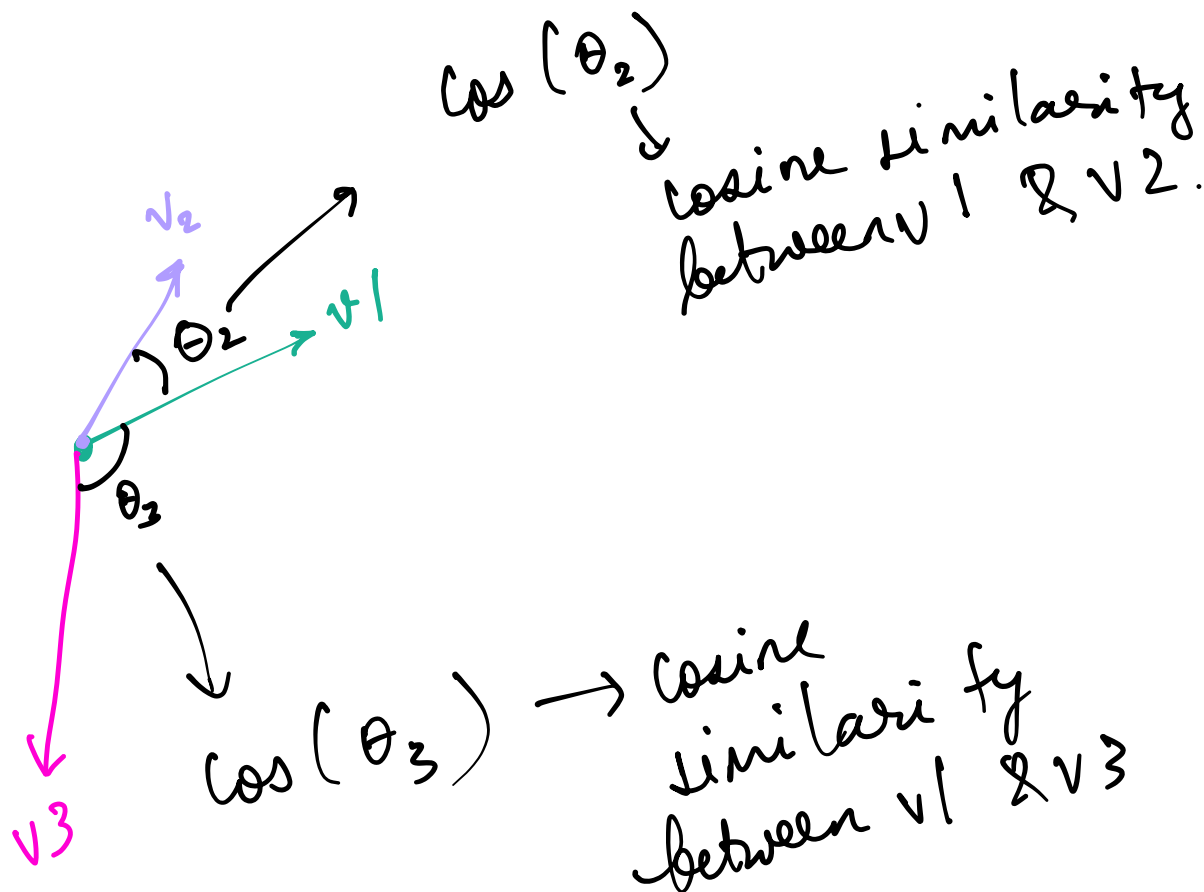 cos (θ₂)
cosine similarity
between v1 & v2.
v₂
θ2
v1
θ₃
cos (θ₃) → cosine
similarity
between v1 & v3
v3